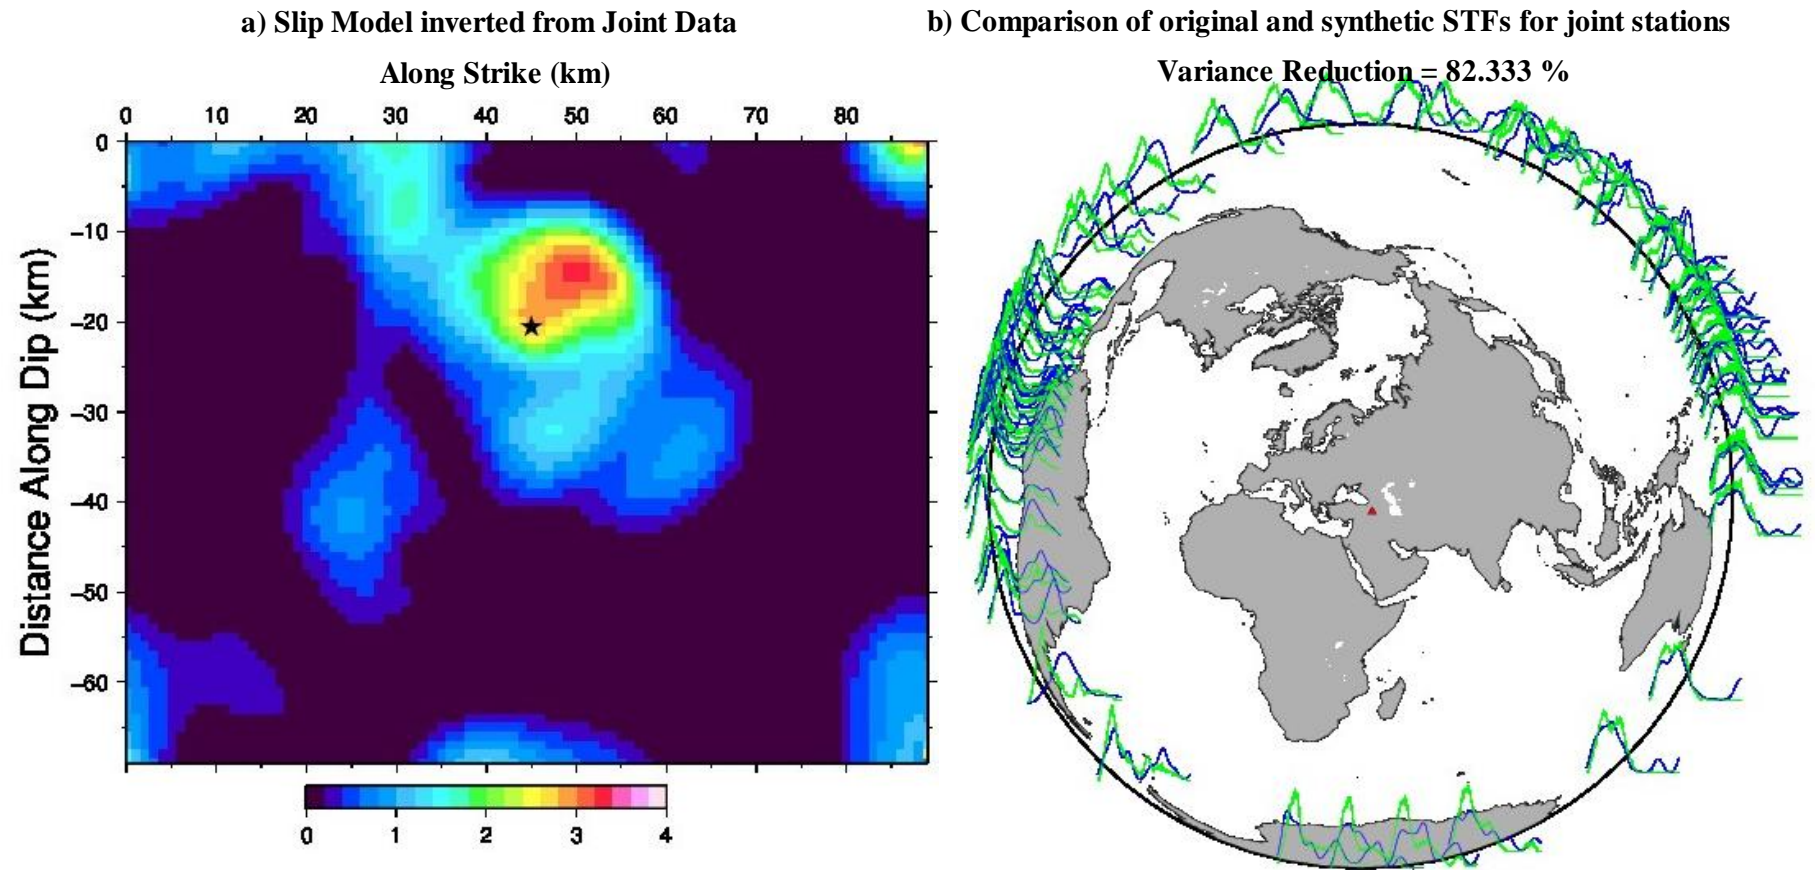 a) Slip Model inverted from Joint Data
Along Strike (km)
0 10 20 30 40 50 60 70 80
Distance Along Dip (km)
0
−10
−20
−30
−40
−50
−60
0 1 2 3 4
b) Comparison of original and synthetic STFs for joint stations
Variance Reduction = 82.333 %